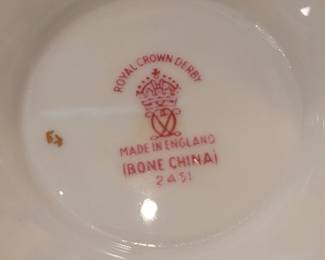 ROYAL CROWN DERBY
MADE IN ENGLAND
(BONE CHINA)
2451